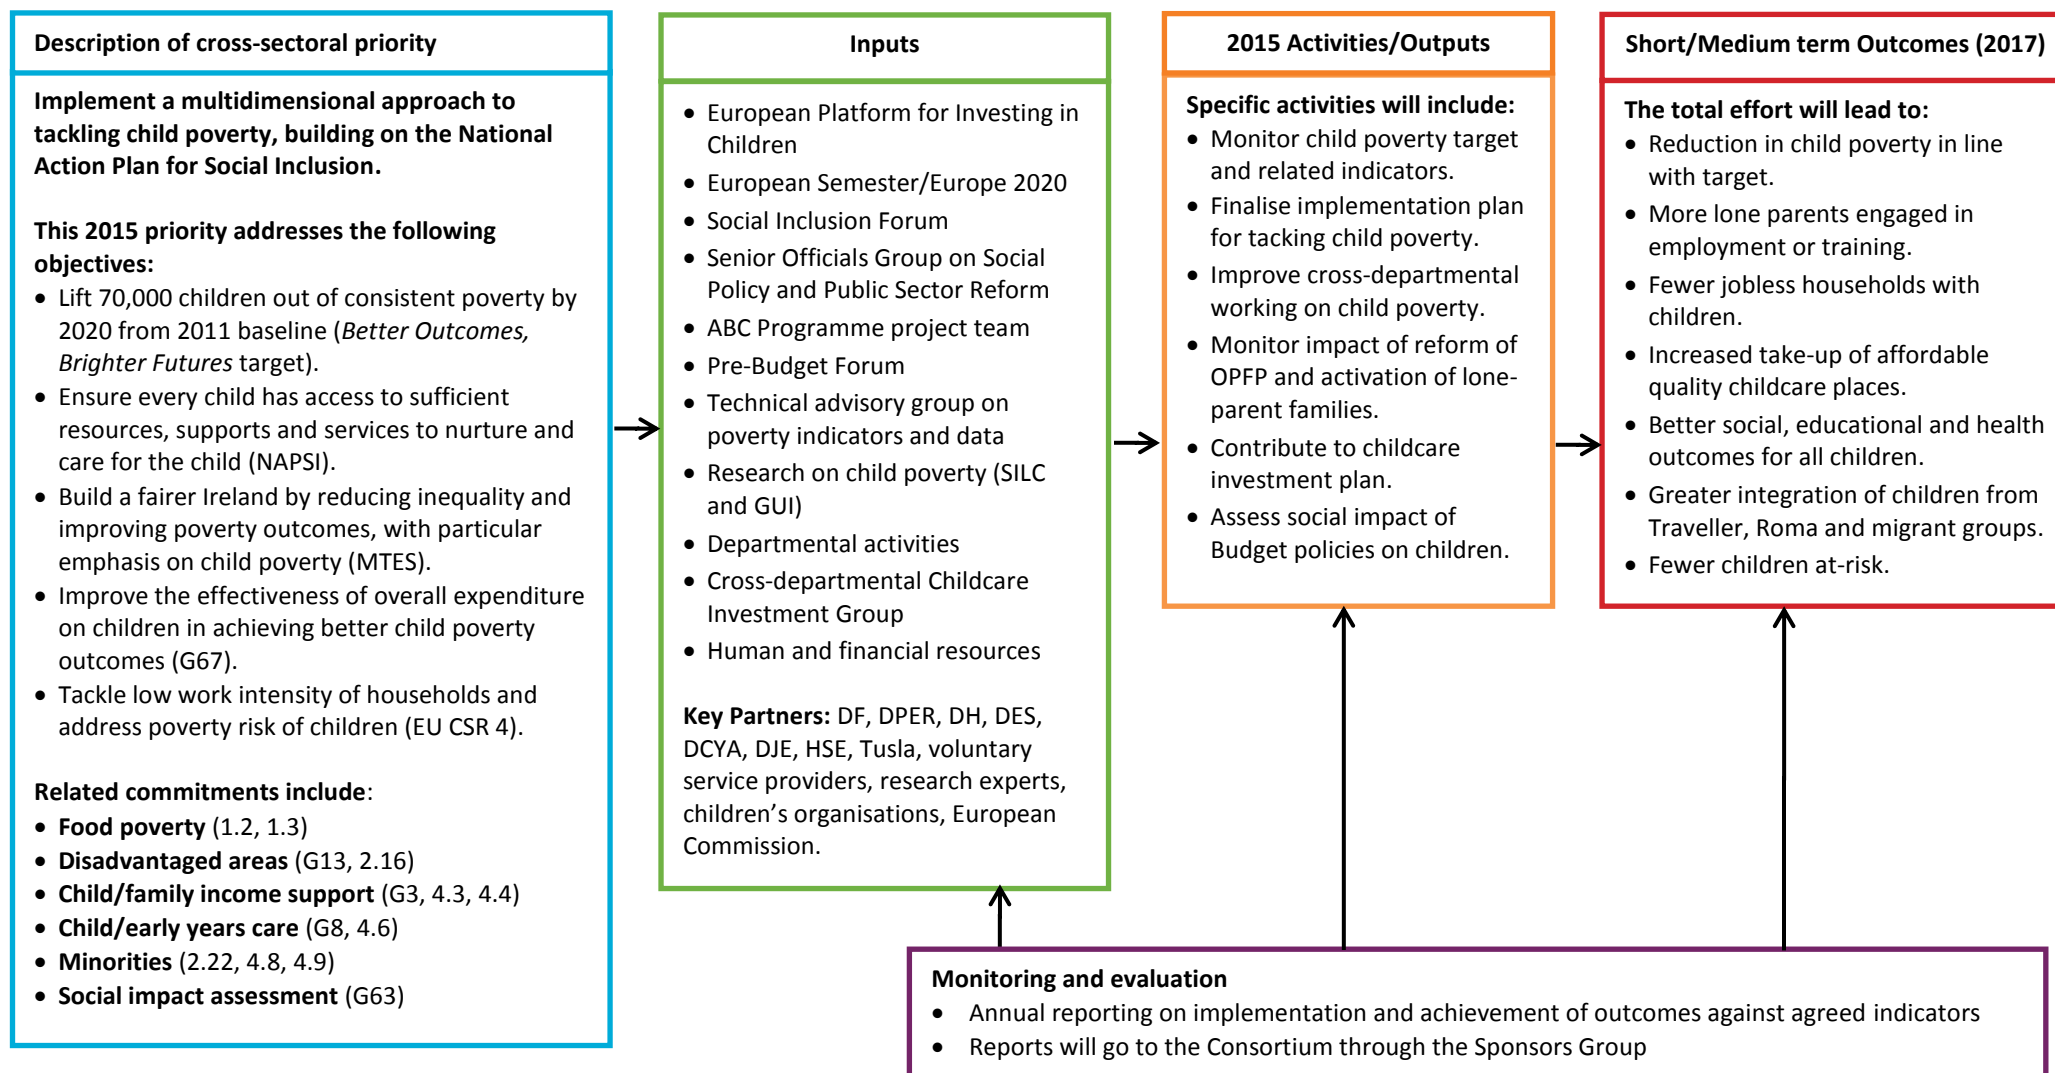 Description of cross-sectoral priority
Implement a multidimensional approach to
tackling child poverty, building on the National
Action Plan for Social Inclusion.
This 2015 priority addresses the following
objectives:
• Lift 70,000 children out of consistent poverty by
2020 from 2011 baseline (Better Outcomes,
Brighter Futures target).
• Ensure every child has access to sufficient
resources, supports and services to nurture and
care for the child (NAPSI).
• Build a fairer Ireland by reducing inequality and
improving poverty outcomes, with particular
emphasis on child poverty (MTES).
• Improve the effectiveness of overall expenditure
on children in achieving better child poverty
outcomes (G67).
• Tackle low work intensity of households and
address poverty risk of children (EU CSR 4).
Related commitments include:
• Food poverty (1.2, 1.3)
• Disadvantaged areas (G13, 2.16)
• Child/family income support (G3, 4.3, 4.4)
• Child/early years care (G8, 4.6)
• Minorities (2.22, 4.8, 4.9)
• Social impact assessment (G63)
Inputs
• European Platform for Investing in
Children
• European Semester/Europe 2020
• Social Inclusion Forum
• Senior Officials Group on Social
Policy and Public Sector Reform
• ABC Programme project team
• Pre-Budget Forum
• Technical advisory group on
poverty indicators and data
• Research on child poverty (SILC
and GUI)
• Departmental activities
• Cross-departmental Childcare
Investment Group
• Human and financial resources
Key Partners: DF, DPER, DH, DES,
DCYA, DJE, HSE, Tusla, voluntary
service providers, research experts,
children's organisations, European
Commission.
2015 Activities/Outputs
Specific activities will include:
• Monitor child poverty target
and related indicators.
• Finalise implementation plan
for tacking child poverty.
• Improve cross-departmental
working on child poverty.
• Monitor impact of reform of
OPFP and activation of lone-
parent families.
• Contribute to childcare
investment plan.
• Assess social impact of
Budget policies on children.
Short/Medium term Outcomes (2017)
The total effort will lead to:
• Reduction in child poverty in line
with target.
• More lone parents engaged in
employment or training.
• Fewer jobless households with
children.
• Increased take-up of affordable
quality childcare places.
• Better social, educational and health
outcomes for all children.
• Greater integration of children from
Traveller, Roma and migrant groups.
• Fewer children at-risk.
Monitoring and evaluation
• Annual reporting on implementation and achievement of outcomes against agreed indicators
• Reports will go to the Consortium through the Sponsors Group